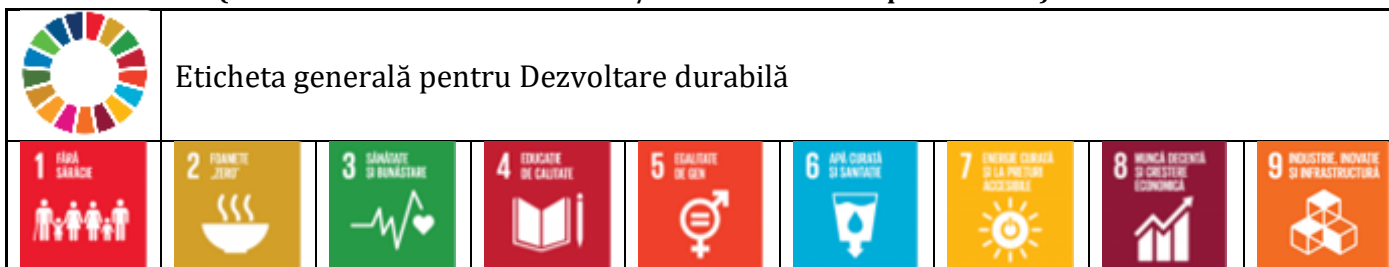 Eticheta generală pentru Dezvoltare durabilă
1 FĂRĂ
SĂRĂCIE
2 FOAMETE
„ZERO”
3 SĂNĂTATE
ȘI BUNĂSTARE
4 EDUCAȚIE
DE CALITATE
5 EGALITATE
DE GEN
6 APĂ CURATĂ
ȘI SANITAȚIE
7 ENERGIE CURATĂ
ȘI LA PREȚURI
ACCESIBILE
8 MUNCĂ DECENTĂ
ȘI CREȘTERE
ECONOMICĂ
9 INDUSTRIE, INOVAȚIE
ȘI INFRASTRUCTURĂ